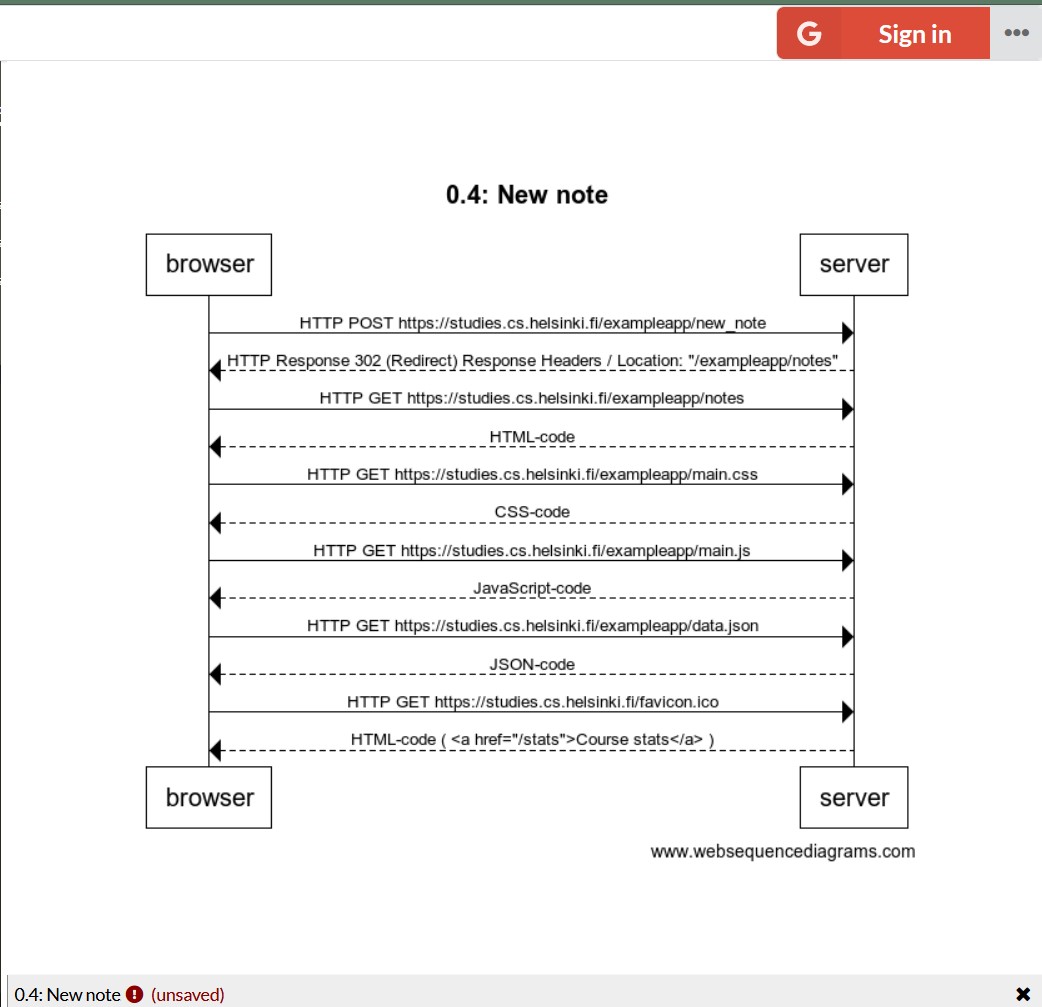 G Sign in •••
0.4: New note
browser server
HTTP POST https://studies.cs.helsinki.fi/exampleapp/new_note
HTTP Response 302 (Redirect) Response Headers / Location: "/exampleapp/notes"
HTTP GET https://studies.cs.helsinki.fi/exampleapp/notes
HTML-code
HTTP GET https://studies.cs.helsinki.fi/exampleapp/main.css
CSS-code
HTTP GET https://studies.cs.helsinki.fi/exampleapp/main.js
JavaScript-code
HTTP GET https://studies.cs.helsinki.fi/exampleapp/data.json
JSON-code
HTTP GET https://studies.cs.helsinki.fi/favicon.ico
HTML-code ( <a href="/stats">Course stats</a> )
browser server
www.websequencediagrams.com
0.4: New note ! (unsaved) ✖